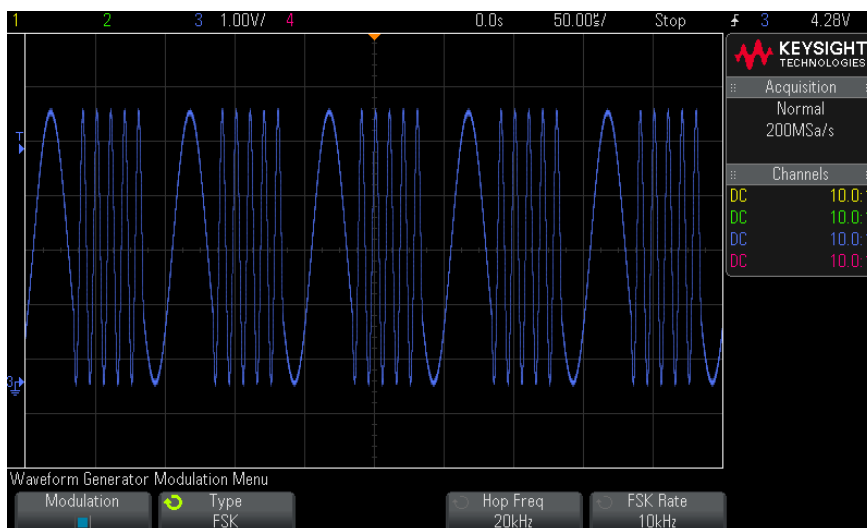 1 2 3 1.00V/ 4 0.0s 50.00µs/ Stop 3 4.28V
KEYSIGHT
TECHNOLOGIES
Acquisition
Normal
200MSa/s
Channels
DC 10.0:
DC 10.0:
DC 10.0:
DC 10.0:
T
3
Waveform Generator Modulation Menu
Modulation Type Hop Freq FSK Rate
FSK 20kHz 10kHz